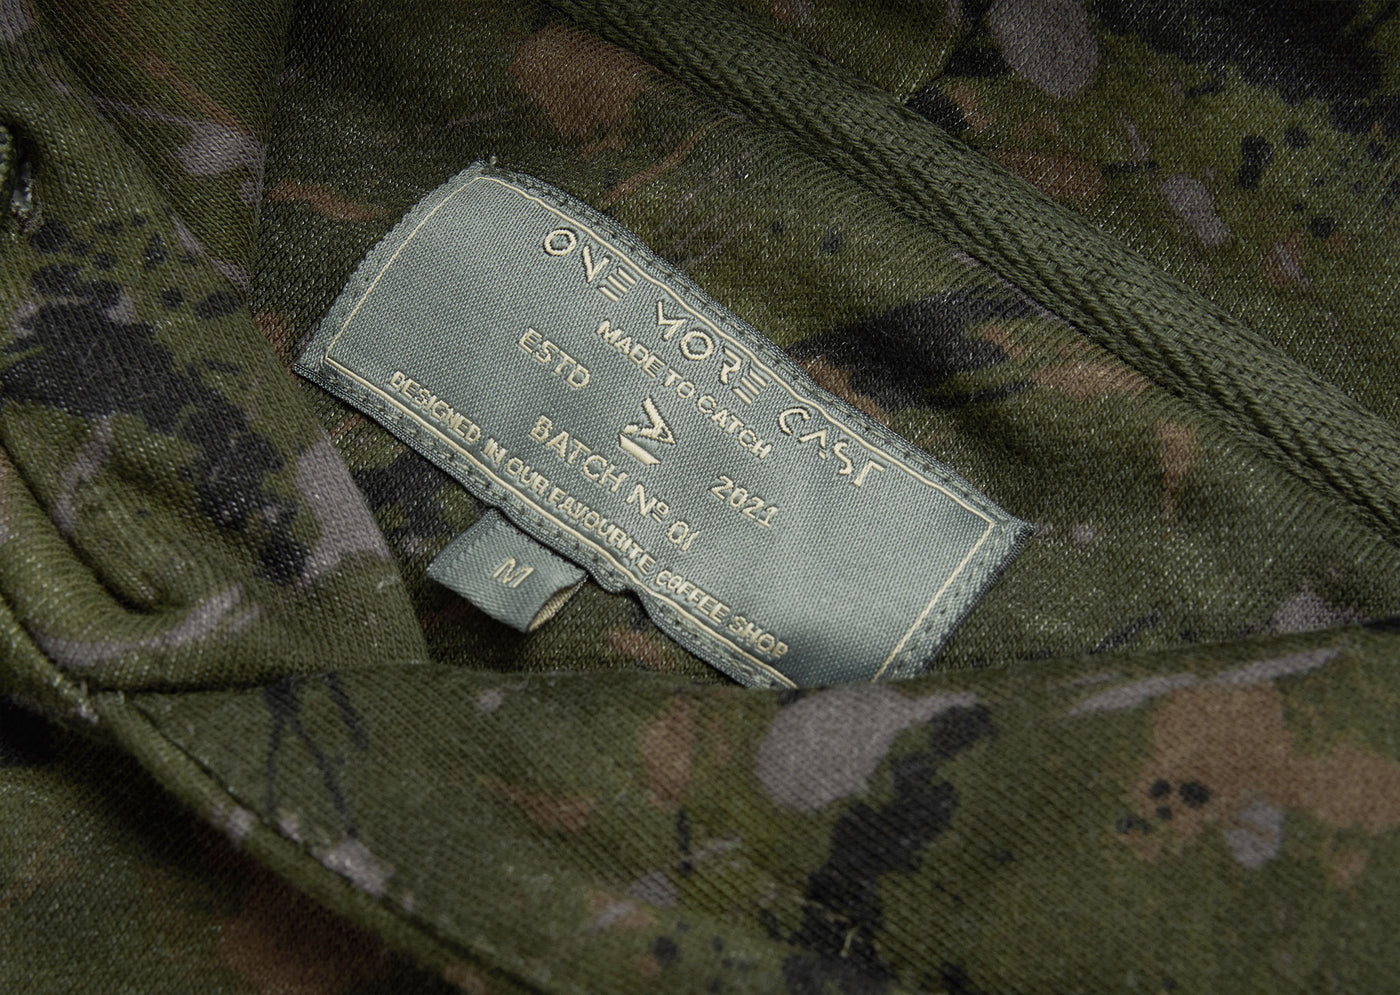 ONE MORE CAST
MADE TO CATCH
ESTD 2021
BATCH Nº 01
DESIGNED IN OUR FAVOURITE COFFEE SHOP
M